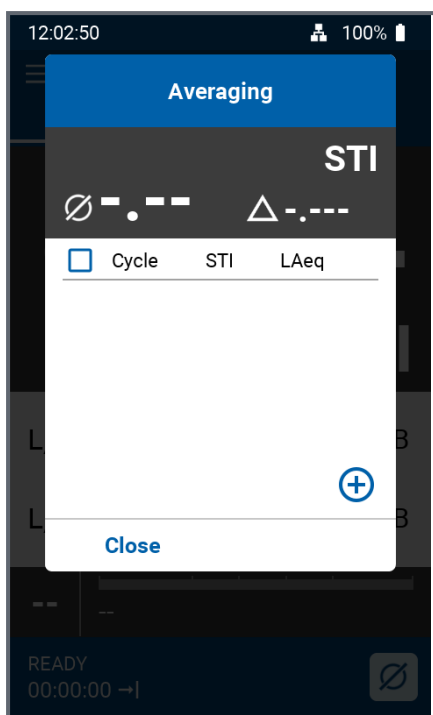 12:02:50 100%
Averaging
STI
Ø-.-- △-.---
Cycle STI LAeq
L B
L B
Close
-- --
READY
00:00:00 →|